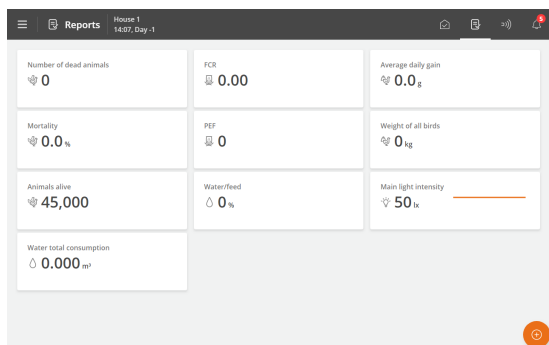 Reports
House 1
14:07, Day -1
5
Number of dead animals
0
FCR
0.00
Average daily gain
0.0 g
Mortality
0.0 %
PEF
0
Weight of all birds
0 kg
Animals alive
45,000
Water/feed
0 %
Main light intensity
50 lx
Water total consumption
0.000 m³